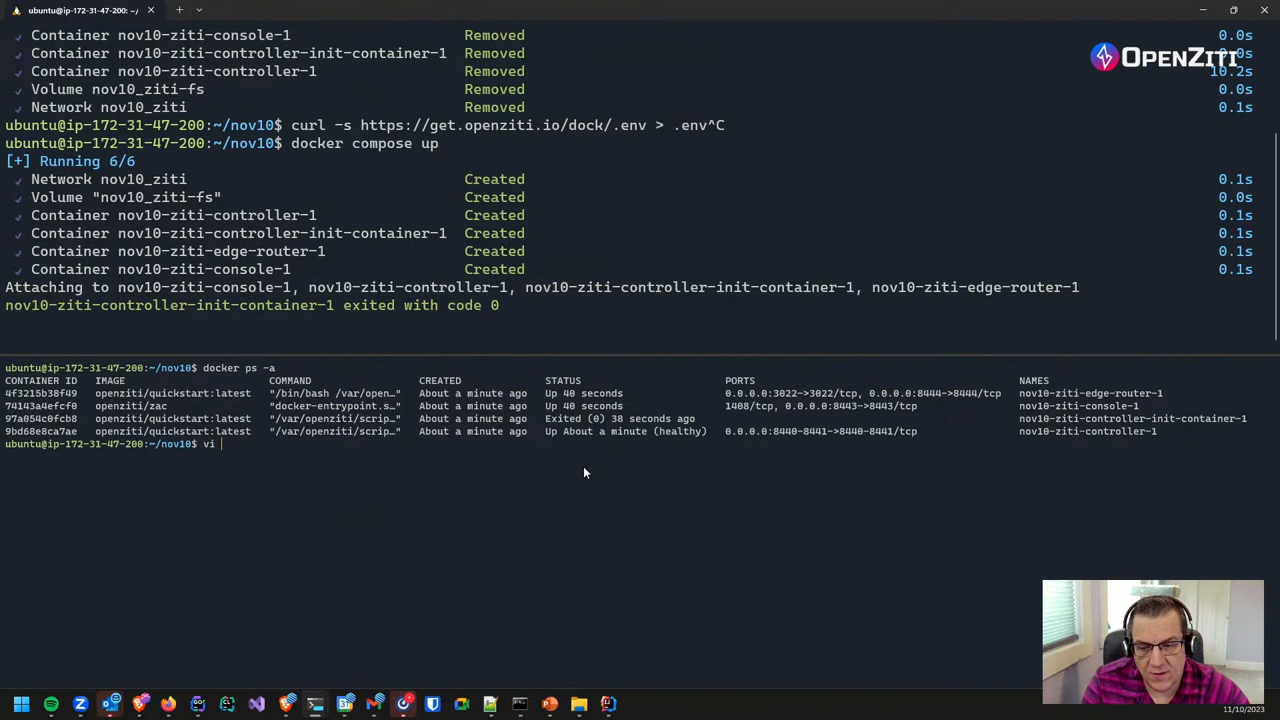 ubuntu@ip-172-31-47-200: ~/
OPENZITI
✓ Container nov10-ziti-console-1 Removed 0.0s
✓ Container nov10-ziti-controller-init-container-1 Removed 0.0s
✓ Container nov10-ziti-controller-1 Removed 10.2s
✓ Volume nov10_ziti-fs Removed 0.0s
✓ Network nov10_ziti Removed 0.1s
ubuntu@ip-172-31-47-200:~/nov10$ curl -s https://get.openziti.io/dock/.env > .env^C
ubuntu@ip-172-31-47-200:~/nov10$ docker compose up
[+] Running 6/6
✓ Network nov10_ziti Created 0.1s
✓ Volume "nov10_ziti-fs" Created 0.0s
✓ Container nov10-ziti-controller-1 Created 0.1s
✓ Container nov10-ziti-controller-init-container-1 Created 0.1s
✓ Container nov10-ziti-edge-router-1 Created 0.1s
✓ Container nov10-ziti-console-1 Created 0.1s
Attaching to nov10-ziti-console-1, nov10-ziti-controller-1, nov10-ziti-controller-init-container-1, nov10-ziti-edge-router-1
nov10-ziti-controller-init-container-1 exited with code 0
ubuntu@ip-172-31-47-200:~/nov10$ docker ps -a
CONTAINER ID IMAGE COMMAND CREATED STATUS PORTS NAMES
4f3215b38f49 openziti/quickstart:latest "/bin/bash /var/open…" About a minute ago Up 40 seconds 0.0.0.0:3022->3022/tcp, 0.0.0.0:8444->8444/tcp nov10-ziti-edge-router-1
74143a4efcf0 openziti/zac "docker-entrypoint.s…" About a minute ago Up 40 seconds 1408/tcp, 0.0.0.0:8443->8443/tcp nov10-ziti-console-1
97a054c0fcb8 openziti/quickstart:latest "/var/openziti/scrip…" About a minute ago Exited (0) 38 seconds ago nov10-ziti-controller-init-container-1
9bd68e8ca7ae openziti/quickstart:latest "/var/openziti/scrip…" About a minute ago Up About a minute (healthy) 0.0.0.0:8440-8441->8440-8441/tcp nov10-ziti-controller-1
ubuntu@ip-172-31-47-200:~/nov10$ vi
11/10/2023